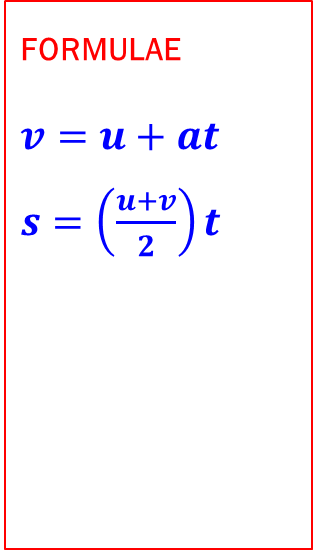 FORMULAE
v = u + at
s = (u+v/2) t